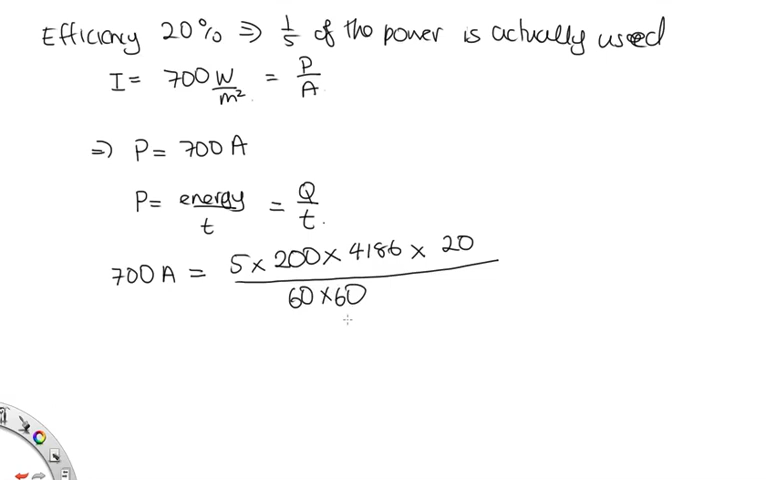 Efficiency 20% ⇒ 1/5 of the power is actually used
I = 700 W/m² = P/A
⇒ P = 700 A
P = energy/t = Q/t.
700 A = 5 × 200 × 4186 × 20 / 60 × 60